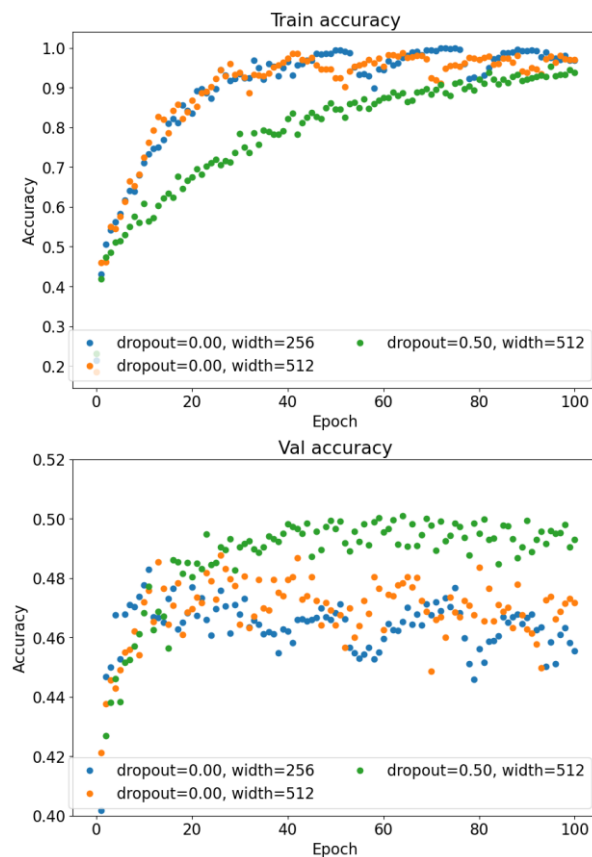 Train accuracy
1.0
0.9
0.8
0.7
0.6
0.5
0.4
0.3
0.2
Accuracy
dropout=0.00, width=256
dropout=0.00, width=512
dropout=0.50, width=512
0 20 40 60 80 100
Epoch
Val accuracy
0.52
0.50
0.48
0.46
0.44
0.42
0.40
Accuracy
dropout=0.00, width=256
dropout=0.00, width=512
dropout=0.50, width=512
0 20 40 60 80 100
Epoch